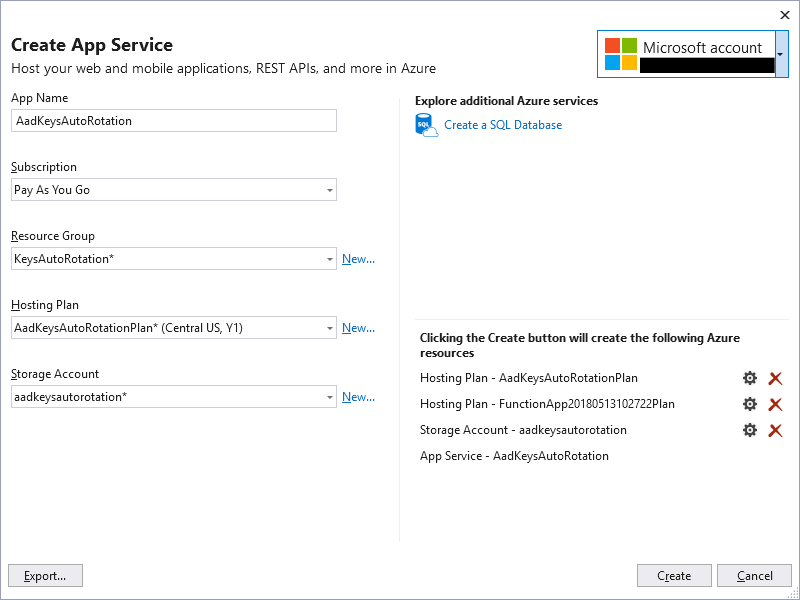 Create App Service
Host your web and mobile applications, REST APIs, and more in Azure
Microsoft account
App Name
AadKeysAutoRotation
Subscription
Pay As You Go
Resource Group
KeysAutoRotation*
New...
Hosting Plan
AadKeysAutoRotationPlan* (Central US, Y1)
New...
Storage Account
aadkeysautorotation*
New...
Explore additional Azure services
SQL
Create a SQL Database
Clicking the Create button will create the following Azure
resources
Hosting Plan - AadKeysAutoRotationPlan
Hosting Plan - FunctionApp20180513102722Plan
Storage Account - aadkeysautorotation
App Service - AadKeysAutoRotation
Export...
Create
Cancel